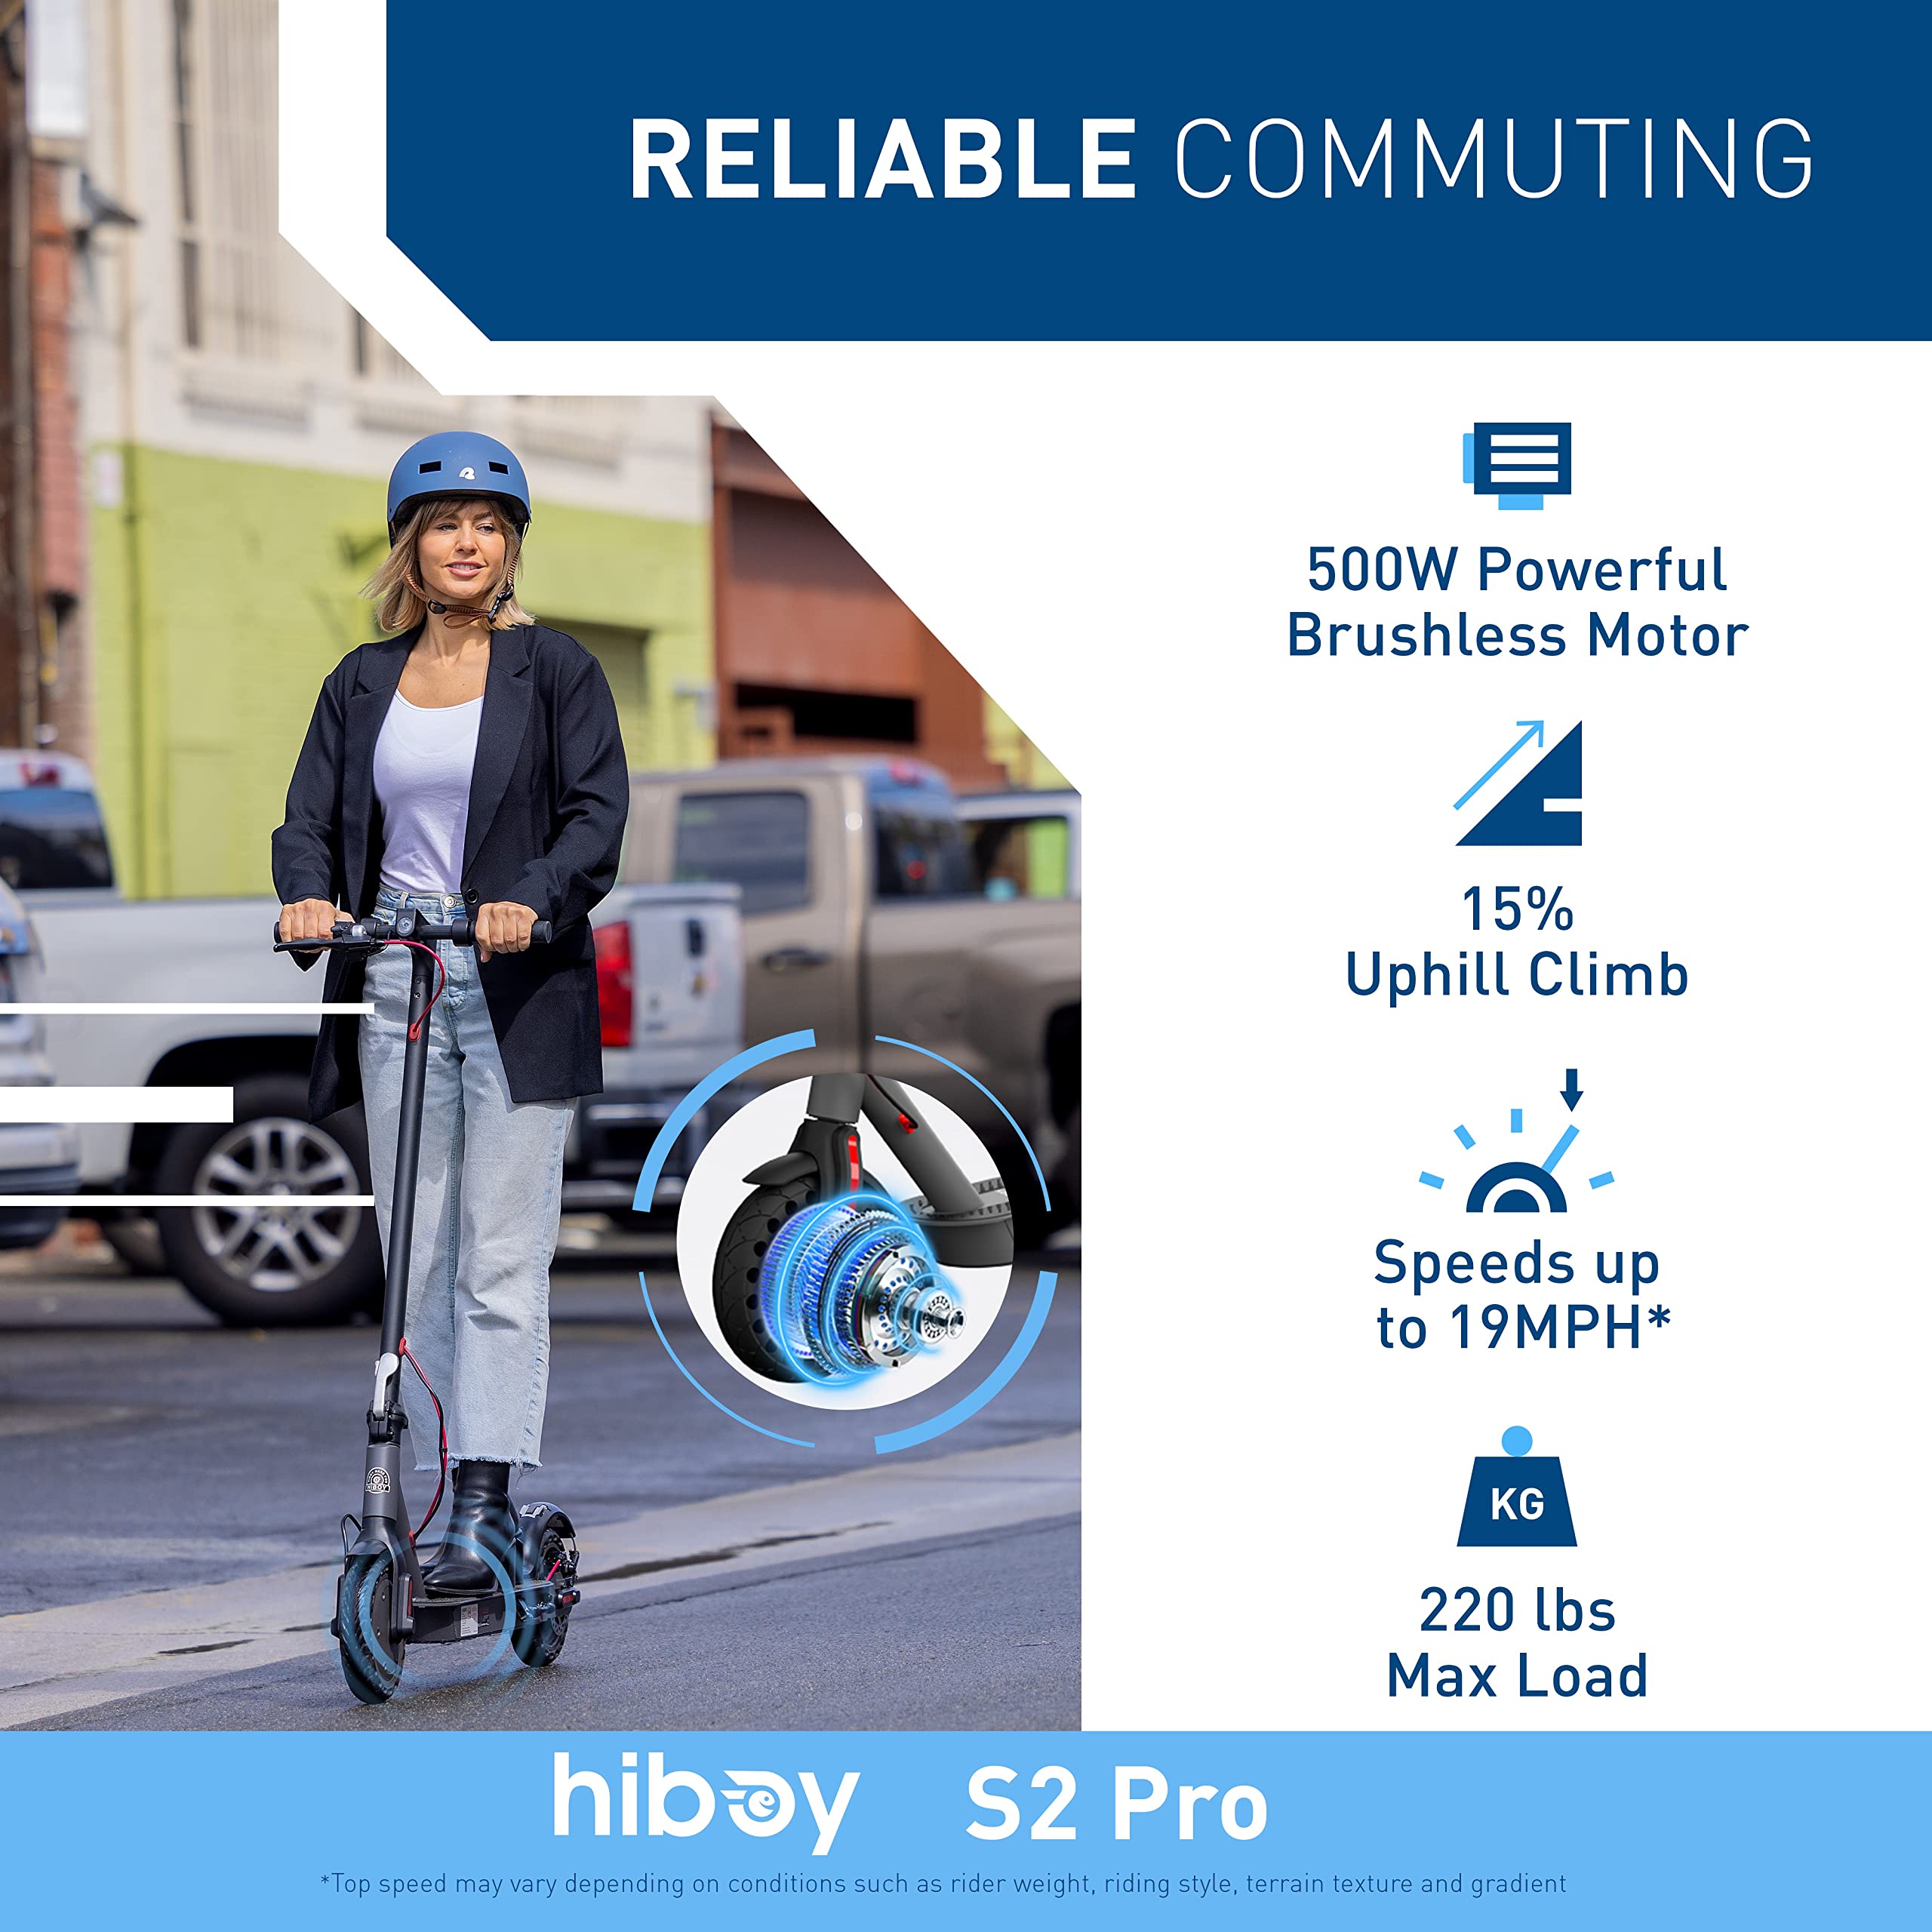 RELIABLE COMMUTING
500W Powerful
Brushless Motor
15%
Uphill Climb
Speeds up
to 19MPH*
KG
220 lbs
Max Load
HIBOY
hiboy S2 Pro
*Top speed may vary depending on conditions such as rider weight, riding style, terrain texture and gradient